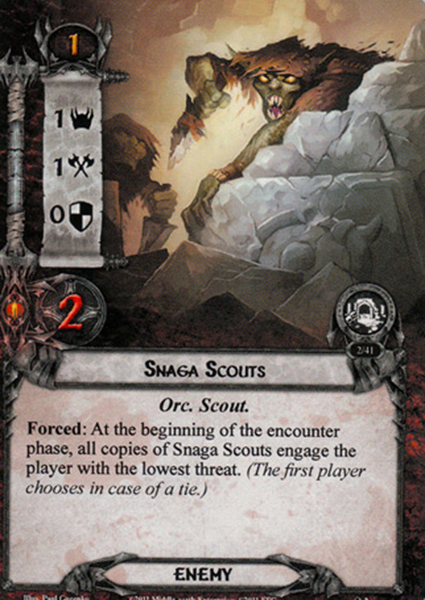 1
1
1
0
2
2/41
Snaga Scouts
Orc. Scout.
Forced: At the beginning of the encounter
phase, all copies of Snaga Scouts engage the
player with the lowest threat. (The first player
chooses in case of a tie.)
ENEMY